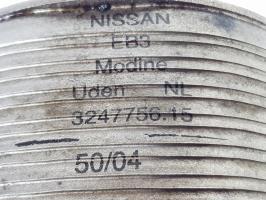 NISSAN
EB3
Modine
Uden NL
3247756.15
50/04